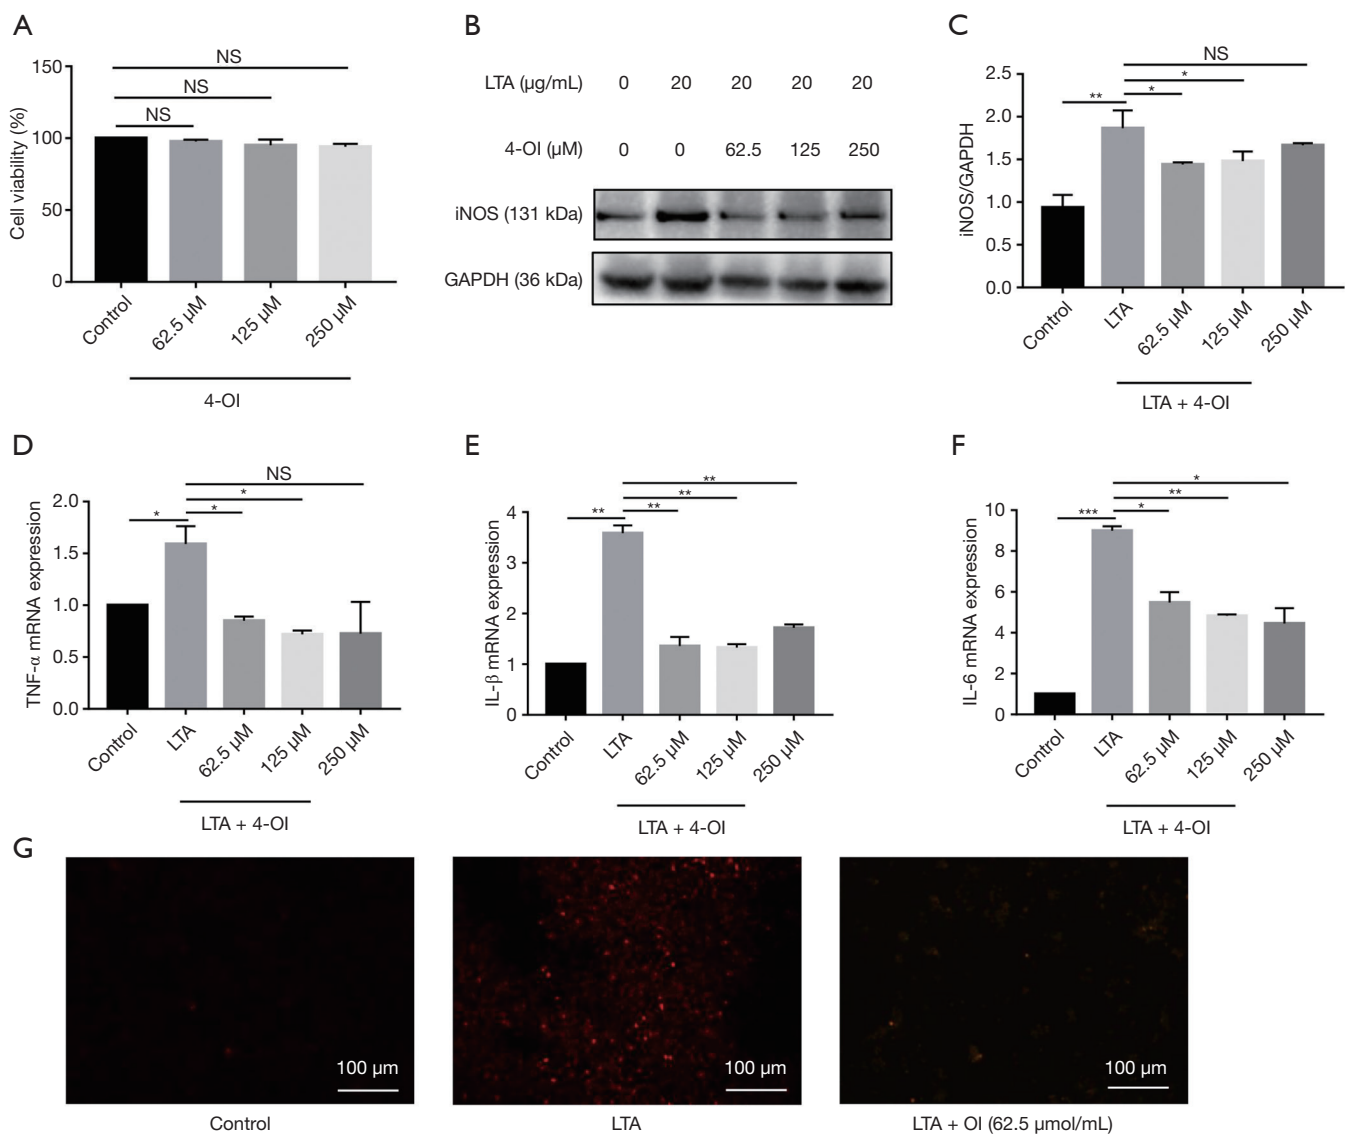 A
NS
NS
NS
150
100
50
0
Cell viability (%)
Control
62.5 μM
125 μM
250 μM
4-OI
B
LTA (μg/mL) 0 20 20 20 20
4-OI (μM) 0 0 62.5 125 250
iNOS (131 kDa)
GAPDH (36 kDa)
C
NS
*
** *
2.5
2.0
1.5
1.0
0.5
0.0
iNOS/GAPDH
Control
LTA
62.5 μM
125 μM
250 μM
LTA + 4-OI
D
NS
*
* *
2.0
1.5
1.0
0.5
0.0
TNF-α mRNA expression
Control
LTA
62.5 μM
125 μM
250 μM
LTA + 4-OI
E
**
**
** **
4
3
2
1
0
IL-β mRNA expression
Control
LTA
62.5 μM
125 μM
250 μM
LTA + 4-OI
F
*
**
*** *
10
8
6
4
2
0
IL-6 mRNA expression
Control
LTA
62.5 μM
125 μM
250 μM
LTA + 4-OI
G
100 μm
100 μm
100 μm
Control
LTA
LTA + OI (62.5 μmol/mL)